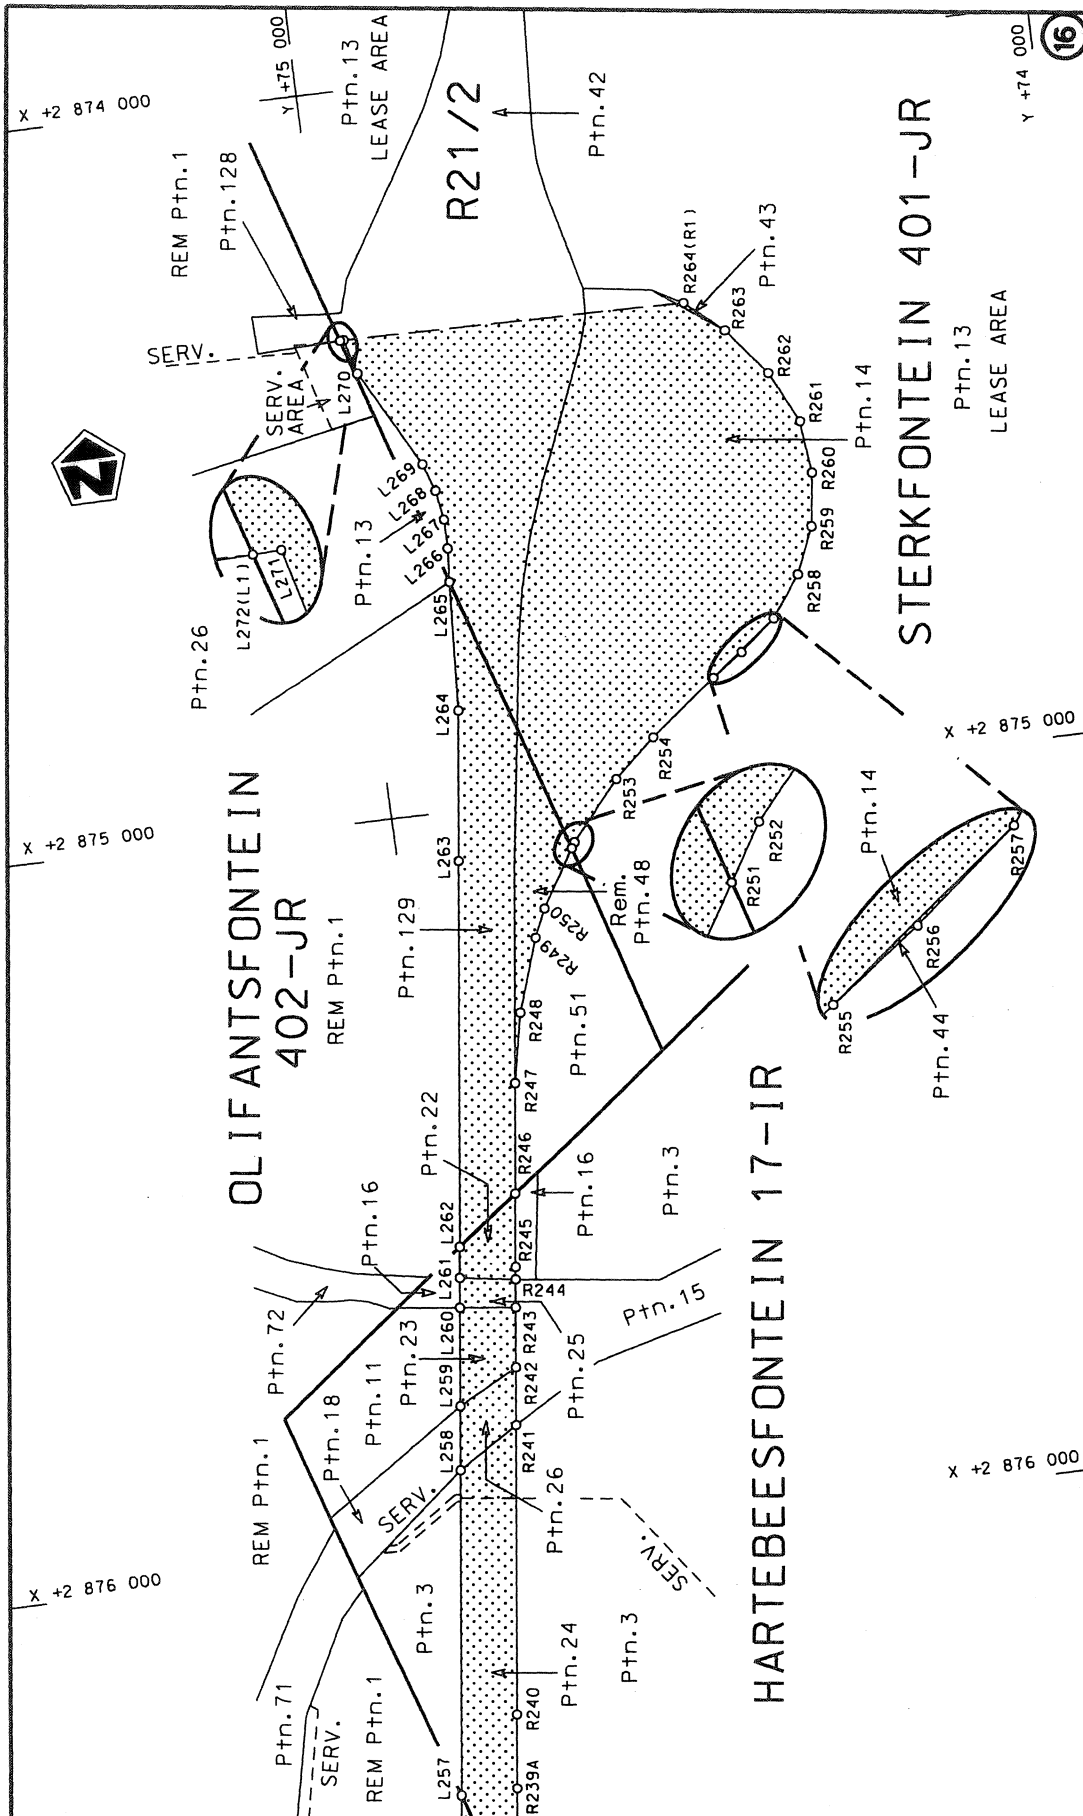 X +2 874 000
Y +75 000
Ptn.13
LEASE AREA
Y +74 000
16
REM Ptn.1
Ptn.128
R21/2
Ptn.42
SERV.
SERV.
AREA
L270
R264(R1)
Ptn.43
R263
R262
R261
R260
R259
R258
Ptn.14
STERKFONTEIN 401-JR
Ptn.13
LEASE AREA
N
L269
L268
L267
L266
L265
Ptn.13
L272(L1)
L271
Ptn.26
L264
L263
X +2 875 000
X +2 875 000
OLIFANTSFONTEIN
402-JR
REM Ptn.1
Ptn.129
R254
R253
R251
R252
Ptn.14
R257
R256
R255
Ptn.44
Rem.
Ptn.48
R250
R249
R248
Ptn.51
R247
R246
Ptn.22
Ptn.16
Ptn.16
Ptn.3
L262
L261
L260
L259
L258
R245
R244
R243
R242
R241
Ptn.15
Ptn.25
Ptn.72
Ptn.23
Ptn.11
Ptn.18
REM Ptn.1
SERV.
Ptn.26
SERV.
HARTEBEESFONTEIN 17-IR
X +2 876 000
X +2 876 000
Ptn.3
Ptn.24
Ptn.3
Ptn.71
SERV.
REM Ptn.1
L257
R240
R239A